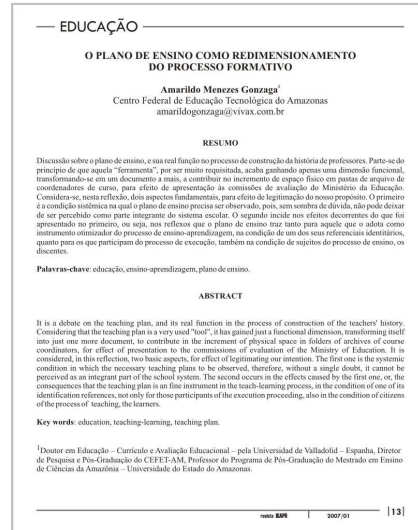 EDUCAÇÃO
O PLANO DE ENSINO COMO REDIMENSIONAMENTO
DO PROCESSO FORMATIVO
Amarildo Menezes Gonzaga¹
Centro Federal de Educação Tecnológica do Amazonas
amarildogonzaga@vivax.com.br
RESUMO
Discussão sobre o plano de ensino, e sua real função no processo de construção da história de professores. Parte-se do
princípio de que aquela "ferramenta", por ser muito requisitada, acaba ganhando apenas uma dimensão funcional,
transformando-se em um documento a mais, a contribuir no incremento de espaço físico em pastas de arquivo de
coordenadores de curso, para efeito de apresentação às comissões de avaliação do Ministério da Educação.
Considera-se, nesta reflexão, dois aspectos fundamentais, para efeito de legitimação do nosso propósito. O primeiro
é a condição sistêmica na qual o plano de ensino precisa ser observado, pois, sem sombra de dúvida, não pode deixar
de ser percebido como parte integrante do sistema escolar. O segundo incide nos efeitos decorrentes do que foi
apresentado no primeiro, ou seja, nos reflexos que o plano de ensino traz tanto para aquele que o adota como
instrumento otimizador do processo de ensino-aprendizagem, na condição de um dos seus referenciais identitários,
quanto para os que participam do processo de execução, também na condição de sujeitos do processo de ensino, os
discentes.
Palavras-chave: educação, ensino-aprendizagem, plano de ensino.
ABSTRACT
It is a debate on the teaching plan, and its real function in the process of construction of the teachers' history.
Considering that the teaching plan is a very used "tool", it has gained just a functional dimension, transforming itself
into just one more document, to contribute in the increment of physical space in folders of archives of course
coordinators, for effect of presentation to the commissions of evaluation of the Ministry of Education. It is
considered, in this reflection, two basic aspects, for effect of legitimating our intention. The first one is the systemic
condition in which the necessary teaching plans to be observed, therefore, without a single doubt, it cannot be
perceived as an integrant part of the school system. The second occurs in the effects caused by the first one, or, the
consequences that the teaching plan is an fine instrument in the teach-learning process, in the condition of one of its
identification references, not only for those participants of the execution proceeding, also in the condition of citizens
of the process of teaching, the learners.
Key words: education, teaching-learning, teaching plan.
¹Doutor em Educação – Currículo e Avaliação Educacional – pela Universidade de Valladolid – Espanha, Diretor
de Pesquisa e Pós-Graduação do CEFET-AM, Professor do Programa de Pós-Graduação do Mestrado em Ensino
de Ciências da Amazônia – Universidade do Estado do Amazonas.
revista IGAPÓ | 2007/01 |13|